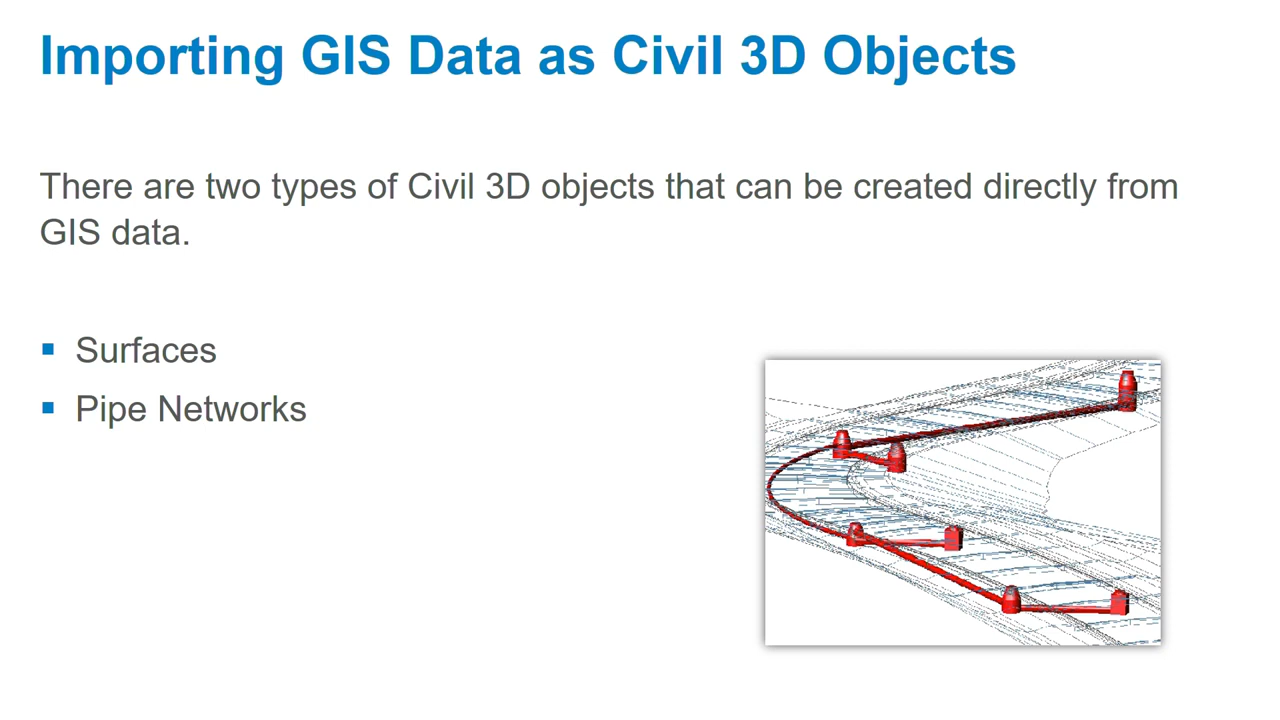 Importing GIS Data as Civil 3D Objects
There are two types of Civil 3D objects that can be created directly from
GIS data.
▪ Surfaces
▪ Pipe Networks